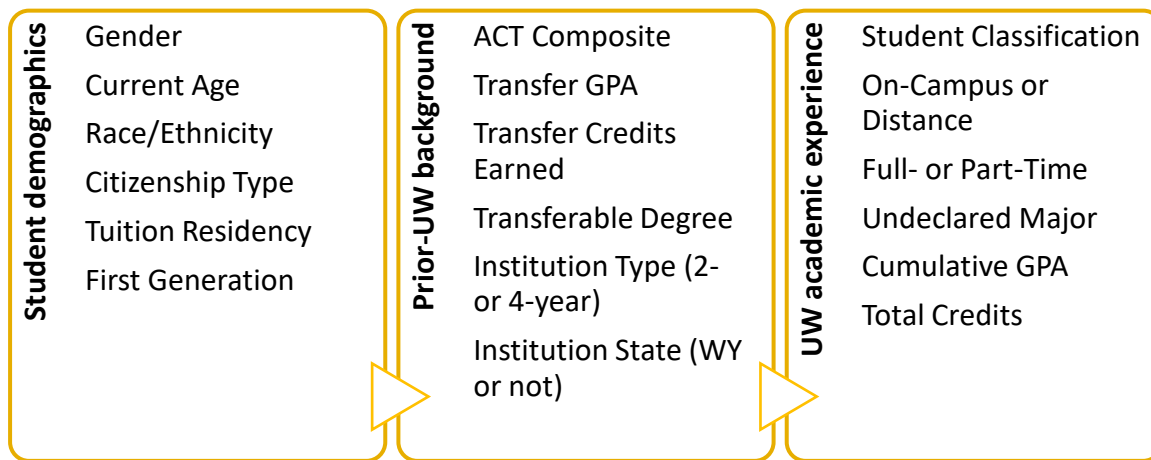 Student demographics
Gender
Current Age
Race/Ethnicity
Citizenship Type
Tuition Residency
First Generation
Prior-UW background
ACT Composite
Transfer GPA
Transfer Credits
Earned
Transferable Degree
Institution Type (2-
or 4-year)
Institution State (WY
or not)
UW academic experience
Student Classification
On-Campus or
Distance
Full- or Part-Time
Undeclared Major
Cumulative GPA
Total Credits